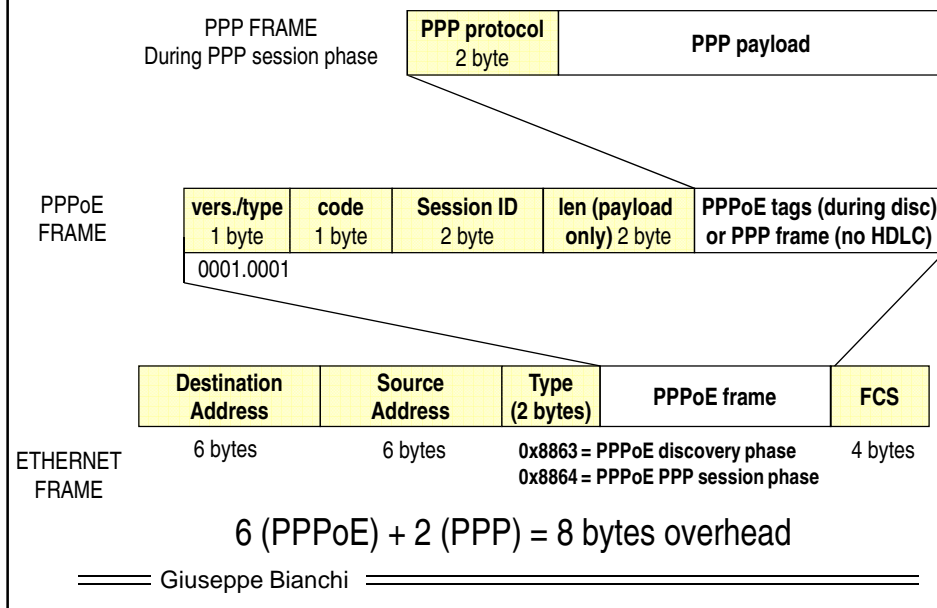 PPP FRAME
During PPP session phase
PPP protocol
2 byte
PPP payload
PPPoE
FRAME
vers./type
1 byte
code
1 byte
Session ID
2 byte
len (payload
only) 2 byte
PPPoE tags (during disc)
or PPP frame (no HDLC)
0001.0001
Destination
Address
Source
Address
Type
(2 bytes)
PPPoE frame
FCS
6 bytes
6 bytes
0x8863 = PPPoE discovery phase
0x8864 = PPPoE PPP session phase
4 bytes
ETHERNET
FRAME
6 (PPPoE) + 2 (PPP) = 8 bytes overhead
Giuseppe Bianchi